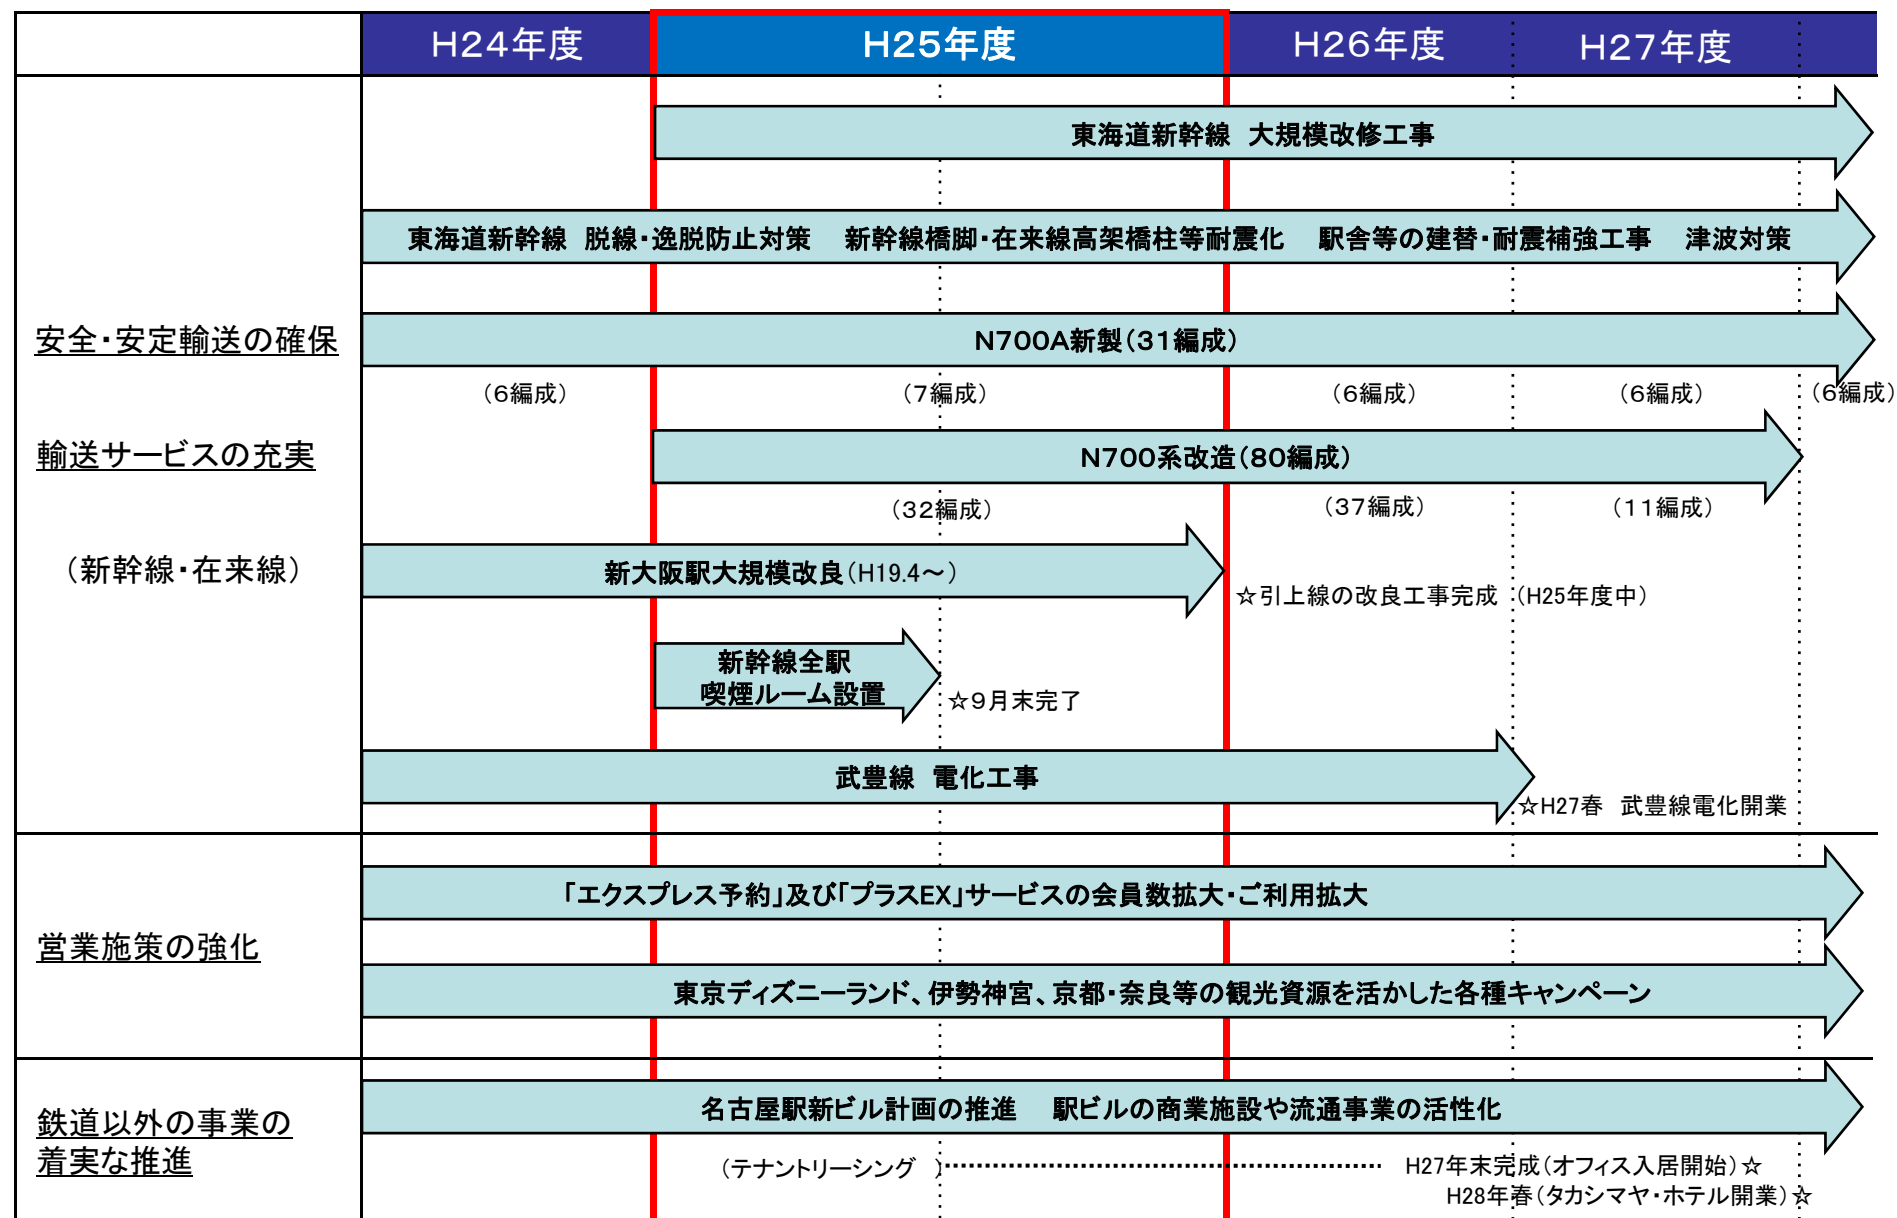 H24年度 H25年度 H26年度 H27年度
東海道新幹線　大規模改修工事
東海道新幹線　脱線・逸脱防止対策　新幹線橋脚・在来線高架橋柱等耐震化　駅舎等の建替・耐震補強工事　津波対策
安全・安定輸送の確保
N700A新製（31編成）
（6編成） （7編成） （6編成） （6編成） （6編成）
輸送サービスの充実
N700系改造（80編成）
（32編成） （37編成） （11編成）
（新幹線・在来線）
新大阪駅大規模改良（H19.4～）
☆引上線の改良工事完成（H25年度中）
新幹線全駅
喫煙ルーム設置
☆9月末完了
武豊線　電化工事
☆H27春　武豊線電化開業
「エクスプレス予約」及び「プラスEX」サービスの会員数拡大・ご利用拡大
営業施策の強化
東京ディズニーランド、伊勢神宮、京都・奈良等の観光資源を活かした各種キャンペーン
鉄道以外の事業の
着実な推進
名古屋駅新ビル計画の推進　駅ビルの商業施設や流通事業の活性化
（テナントリーシング　） H27年末完成（オフィス入居開始）☆
H28年春（タカシマヤ・ホテル開業）☆